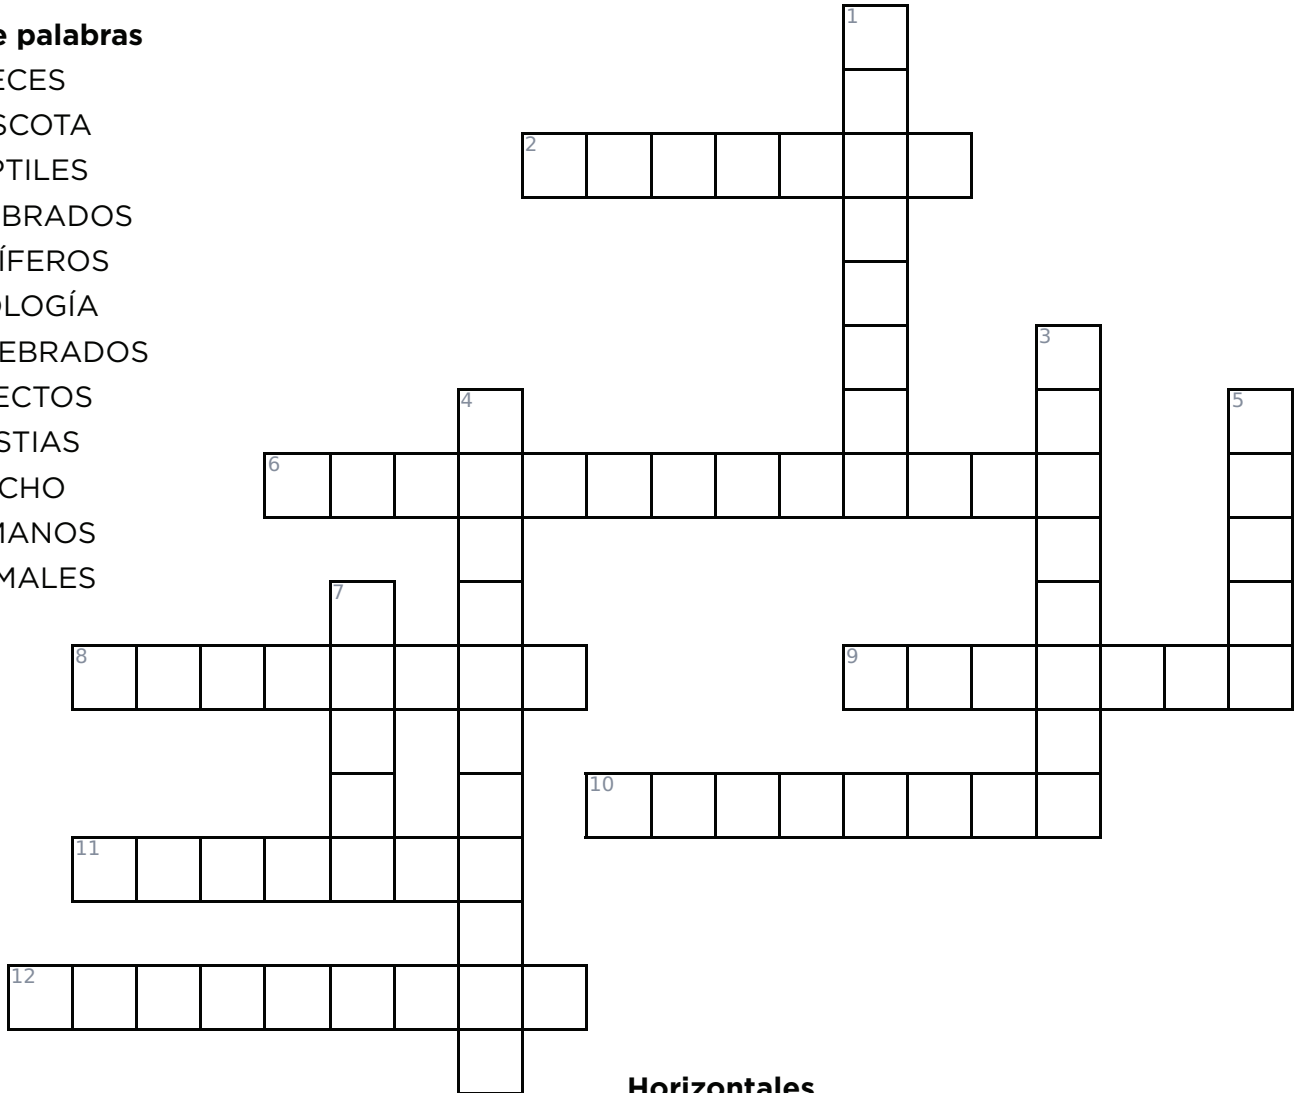 e palabras
ECES
SCOTA
PTILES
BRADOS
ÍFEROS
OLOGÍA
EBRADOS
ECTOS
STIAS
CHO
MANOS
MALES
1
2
3
4
5
6
7
8
9
10
11
12
Horizontales